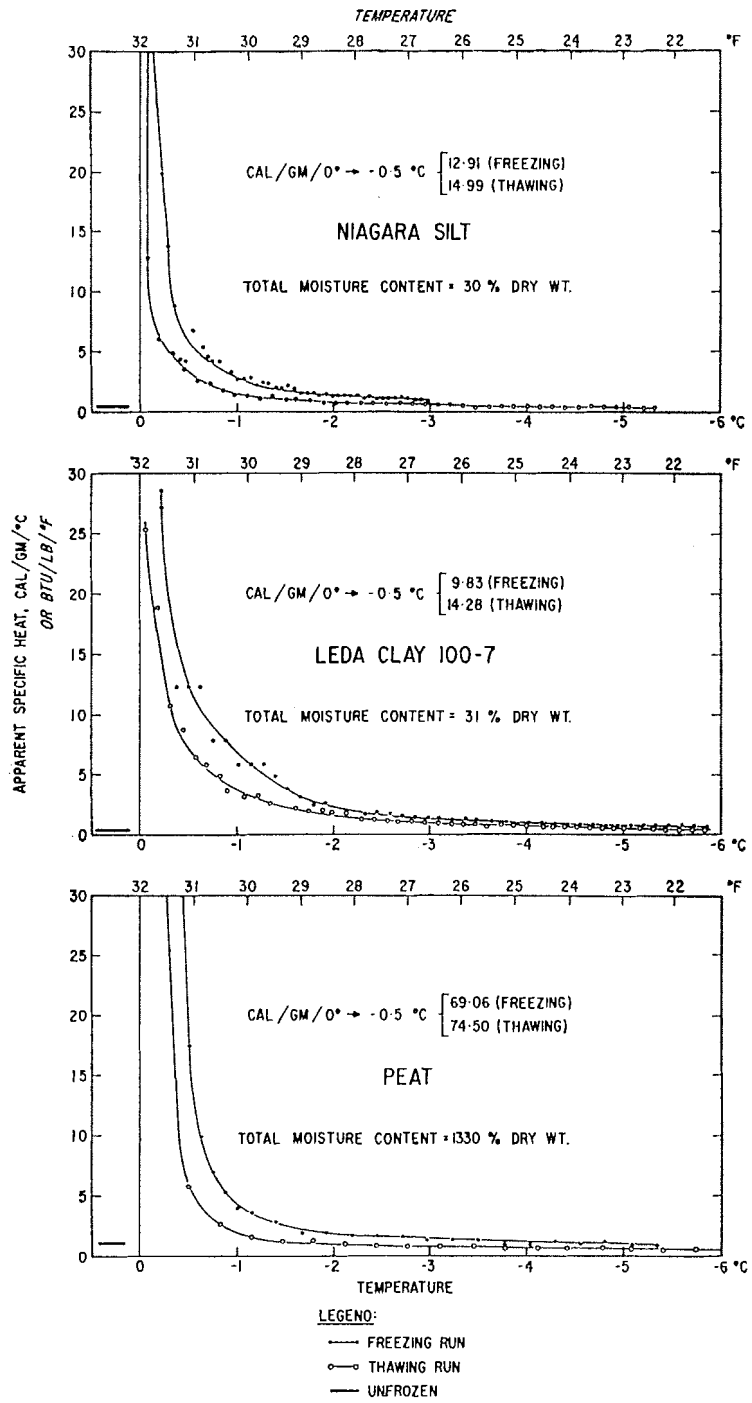 TEMPERATURE
32 31 30 29 28 27 26 25 24 23 22 °F
30
25
20
15
10
5
0
CAL/GM/0° → -0.5 °C
12.91 (FREEZING)
14.99 (THAWING)
NIAGARA SILT
TOTAL MOISTURE CONTENT = 30 % DRY WT.
0 -1 -2 -3 -4 -5 -6 °C
32 31 30 29 28 27 26 25 24 23 22 °F
30
25
20
15
10
5
0
APPARENT SPECIFIC HEAT, CAL/GM/°C
OR BTU/LB/°F
CAL/GM/0° → -0.5 °C
9.83 (FREEZING)
14.28 (THAWING)
LEDA CLAY 100-7
TOTAL MOISTURE CONTENT = 31 % DRY WT.
0 -1 -2 -3 -4 -5 -6 °C
32 31 30 29 28 27 26 25 24 23 22 °F
30
25
20
15
10
5
0
CAL/GM/0° → -0.5 °C
69.06 (FREEZING)
74.50 (THAWING)
PEAT
TOTAL MOISTURE CONTENT = 1330 % DRY WT.
0 -1 -2 -3 -4 -5 -6 °C
TEMPERATURE
LEGEND:
FREEZING RUN
THAWING RUN
UNFROZEN